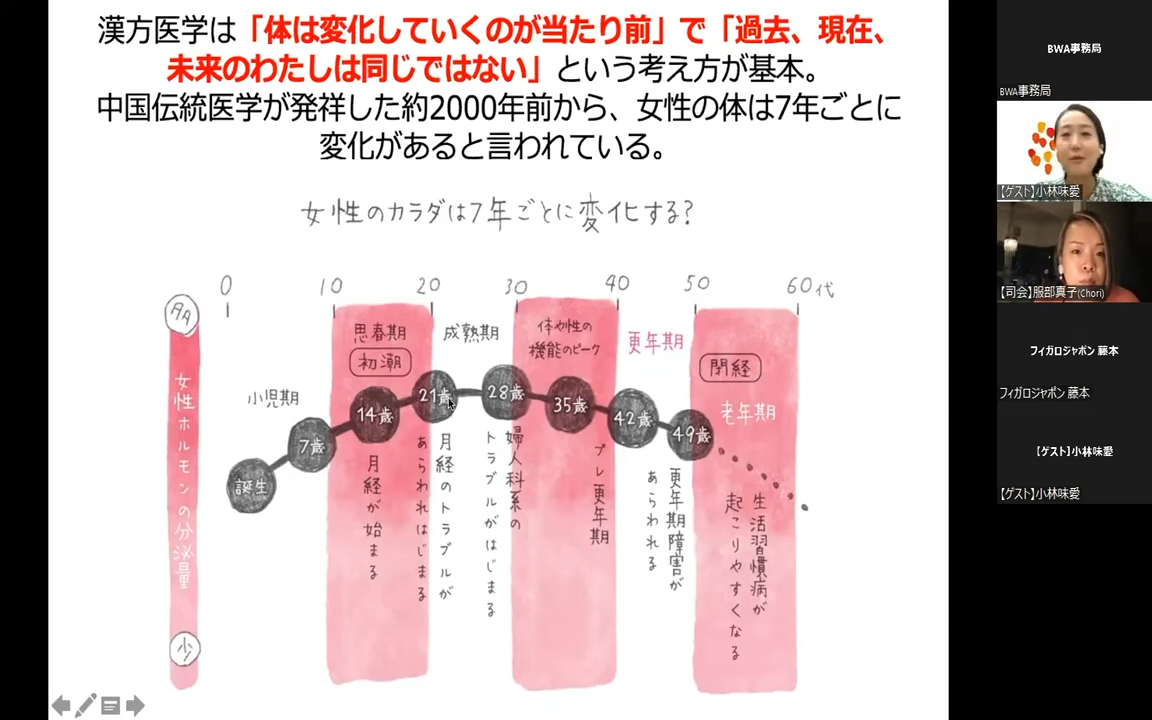 漢方医学は「体は変化していくのが当たり前」で「過去、現在、
未来のわたしは同じではない」という考え方が基本。
中国伝統医学が発祥した約2000年前から、女性の体は7年ごとに
変化があると言われている。
女性のカラダは7年ごとに変化する?
0 10 20 30 40 50 60代
多
女性ホルモンの分泌量
少
小児期
思春期
初潮
成熟期
体や性の
機能のピーク
更年期
閉経
老年期
誕生
7歳
14歳
21歳
28歳
35歳
42歳
49歳
月経が始まる
月経のトラブルが
あらわれはじまる
婦人科系の
トラブルがはじまる
プレ更年期
更年期障害が
あらわれる
生活習慣病が
起こりやすくなる
BWA事務局
BWA事務局
【ゲスト】小林味愛
【司会】服部真子(Chori)
フィガロジャポン 藤本
フィガロジャポン 藤本
【ゲスト】小林味愛
【ゲスト】小林味愛